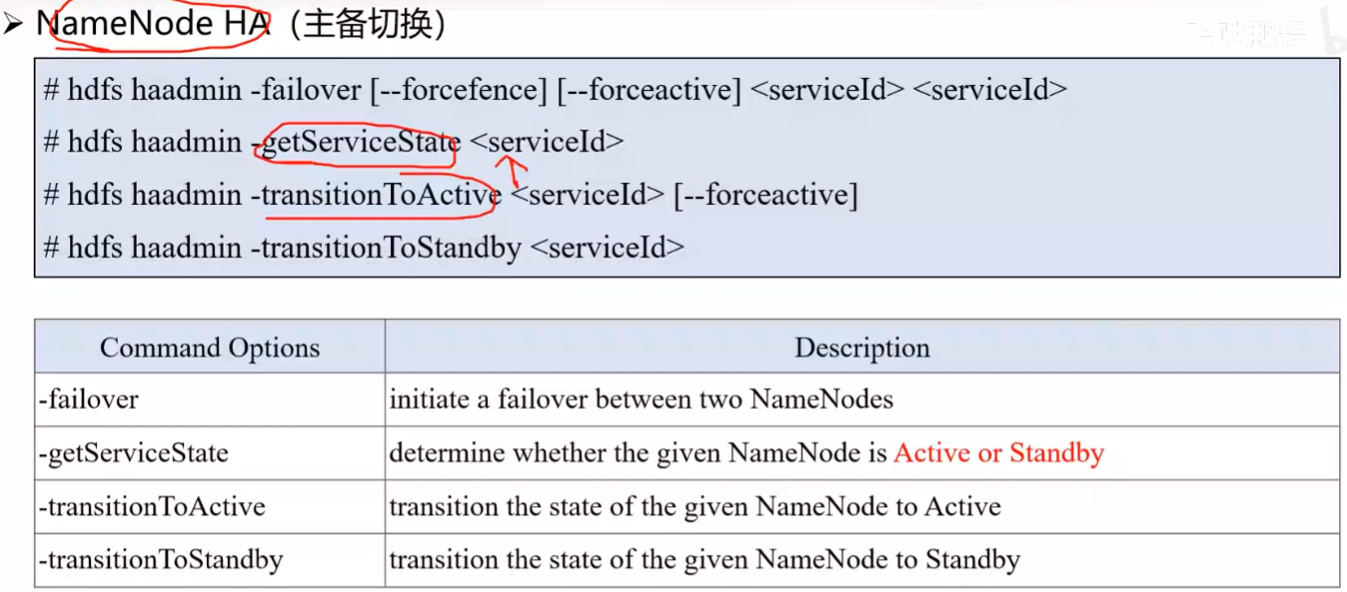 ➤ NameNode HA（主备切换）
# hdfs haadmin -failover [--forcefence] [--forceactive] <serviceId> <serviceId>
# hdfs haadmin -getServiceState <serviceId>
# hdfs haadmin -transitionToActive <serviceId> [--forceactive]
# hdfs haadmin -transitionToStandby <serviceId>
Command Options Description
-failover initiate a failover between two NameNodes
-getServiceState determine whether the given NameNode is Active or Standby
-transitionToActive transition the state of the given NameNode to Active
-transitionToStandby transition the state of the given NameNode to Standby